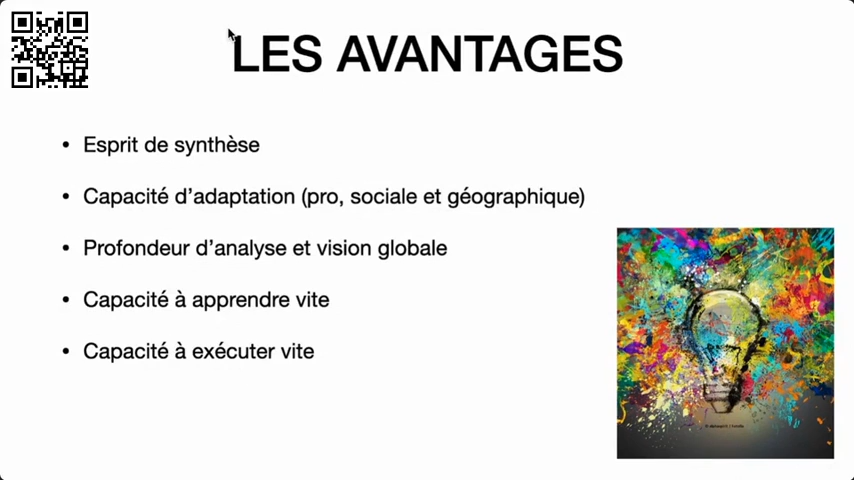 LES AVANTAGES
• Esprit de synthèse
• Capacité d’adaptation (pro, sociale et géographique)
• Profondeur d’analyse et vision globale
• Capacité à apprendre vite
• Capacité à exécuter vite